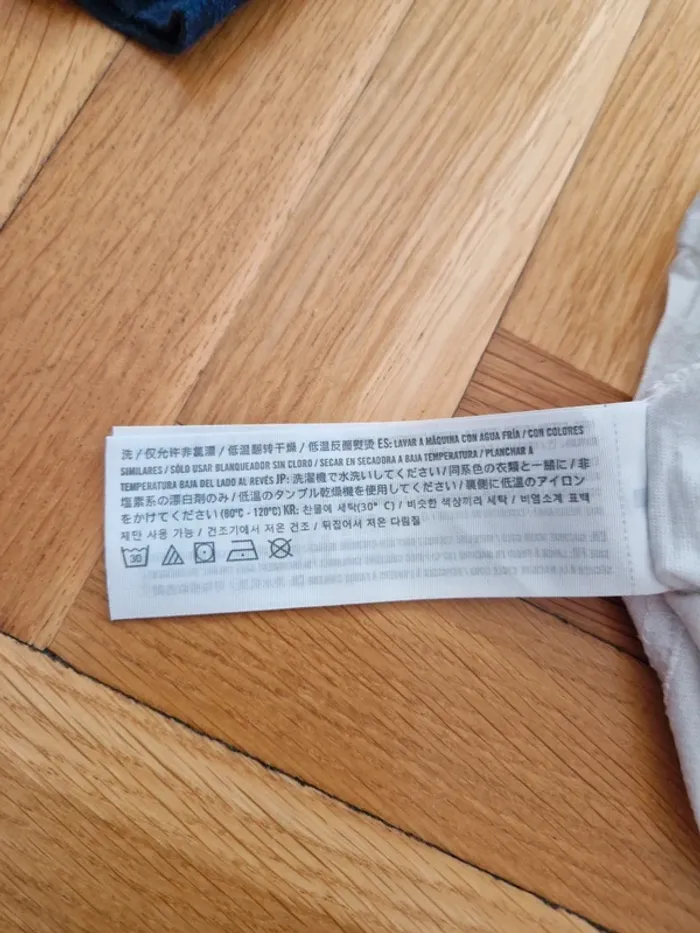 洗 / 仅允许非氯漂 / 低温翻转干燥 / 低温反面熨烫 ES: LAVAR A MÁQUINA CON AGUA FRÍA / CON COLORES
SIMILARES / SÓLO USAR BLANQUEADOR SIN CLORO / SECAR EN SECADORA A BAJA TEMPERATURA / PLANCHAR A
TEMPERATURA BAJA DEL LADO AL REVÉS JP: 洗濯機で水洗いしてください / 同系色の衣類と一緒に / 非
塩素系の漂白剤のみ / 低温のタンブル乾燥機を使用してください / 裏側に低温のアイロン
をかけてください (80°C - 120°C) KR: 찬물에 세탁(30° C) / 비슷한 색상끼리 세탁 / 비염소계 표백
제만 사용 가능 / 건조기에서 저온 건조 / 뒤집어서 저온 다림질
30